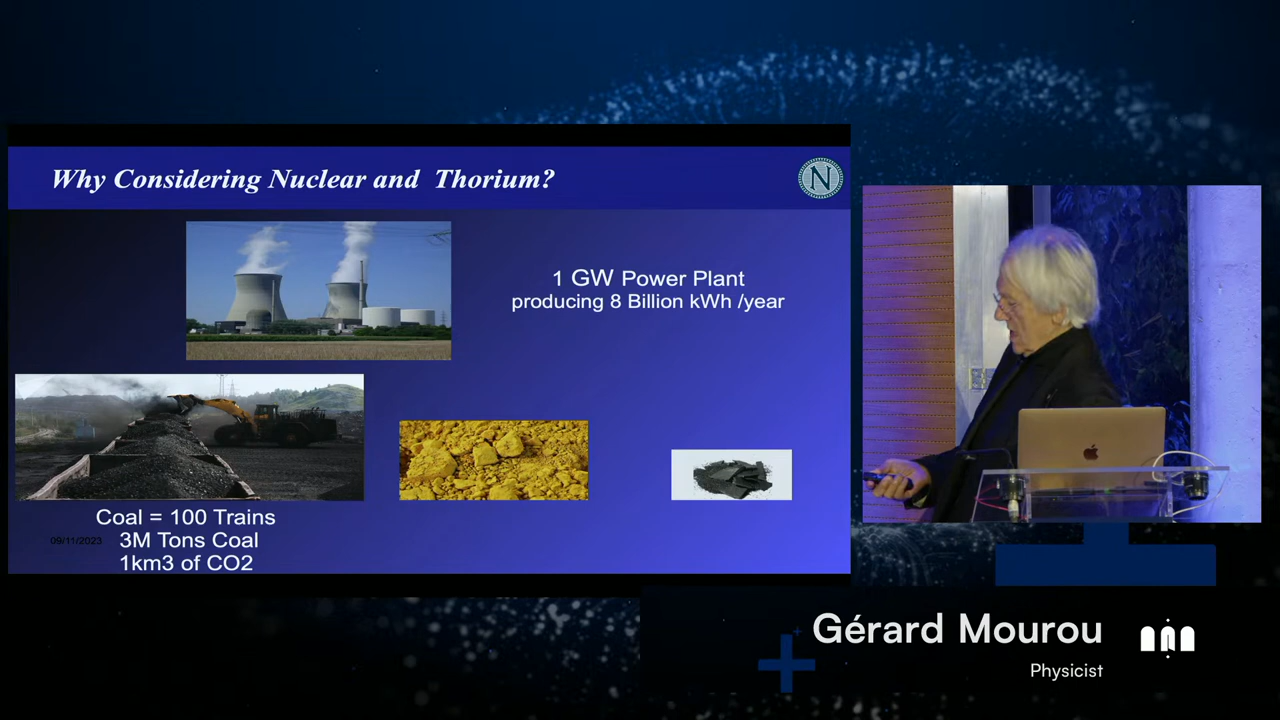 Why Considering Nuclear and Thorium?
N
1 GW Power Plant
producing 8 Billion kWh /year
Coal = 100 Trains
09/11/2023
3M Tons Coal
1km3 of CO2
Gérard Mourou
Physicist